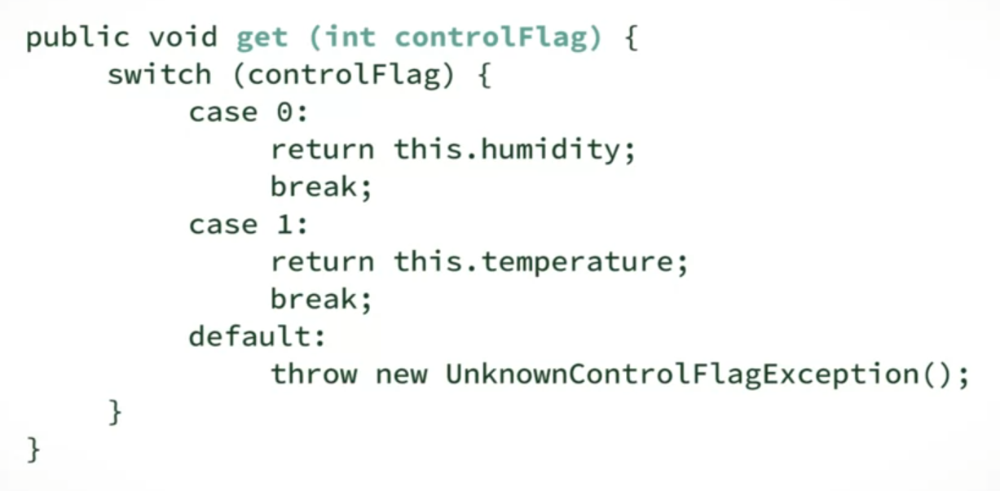 public void get (int controlFlag) {
switch (controlFlag) {
case 0:
return this.humidity;
break;
case 1:
return this.temperature;
break;
default:
throw new UnknownControlFlagException();
}
}